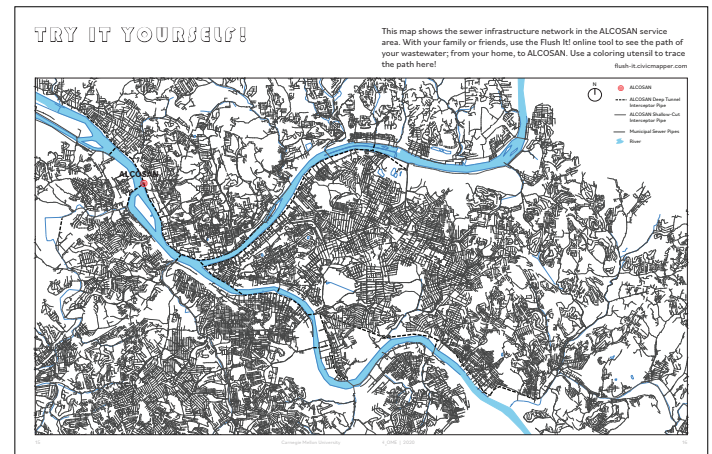 TRY IT YOURSELF!
This map shows the sewer infrastructure network in the ALCOSAN service
area. With your family or friends, use the Flush It! online tool to see the path of
your wastewater; from your home, to ALCOSAN. Use a coloring utensil to trace
the path here!
flush-it.civicmapper.com
N
ALCOSAN
ALCOSAN Deep Tunnel
Interceptor Pipe
ALCOSAN Shallow-Cut
Interceptor Pipe
Municipal Sewer Pipes
River
ALCOSAN
Carnegie Mellon University